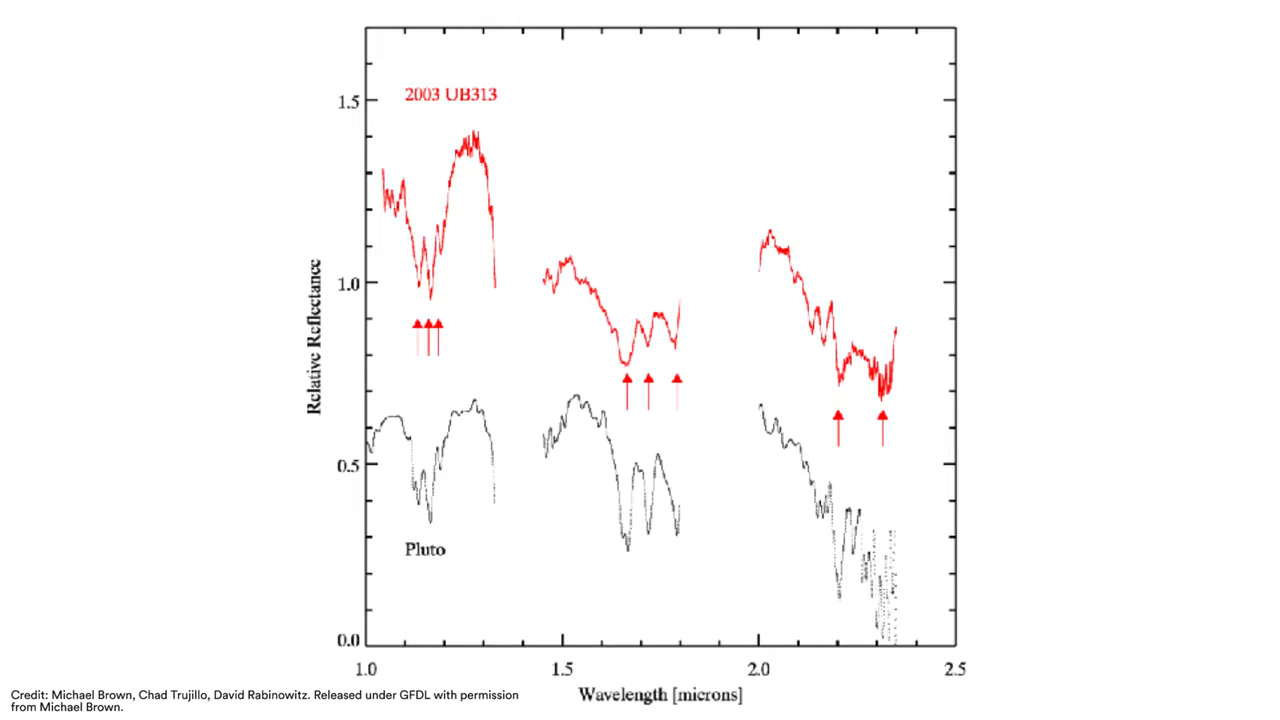 2003 UB313
1.5
1.0
0.5
0.0
Relative Reflectance
Pluto
1.0 1.5 2.0 2.5
Wavelength [microns]
Credit: Michael Brown, Chad Trujillo, David Rabinowitz. Released under GFDL with permission
from Michael Brown.